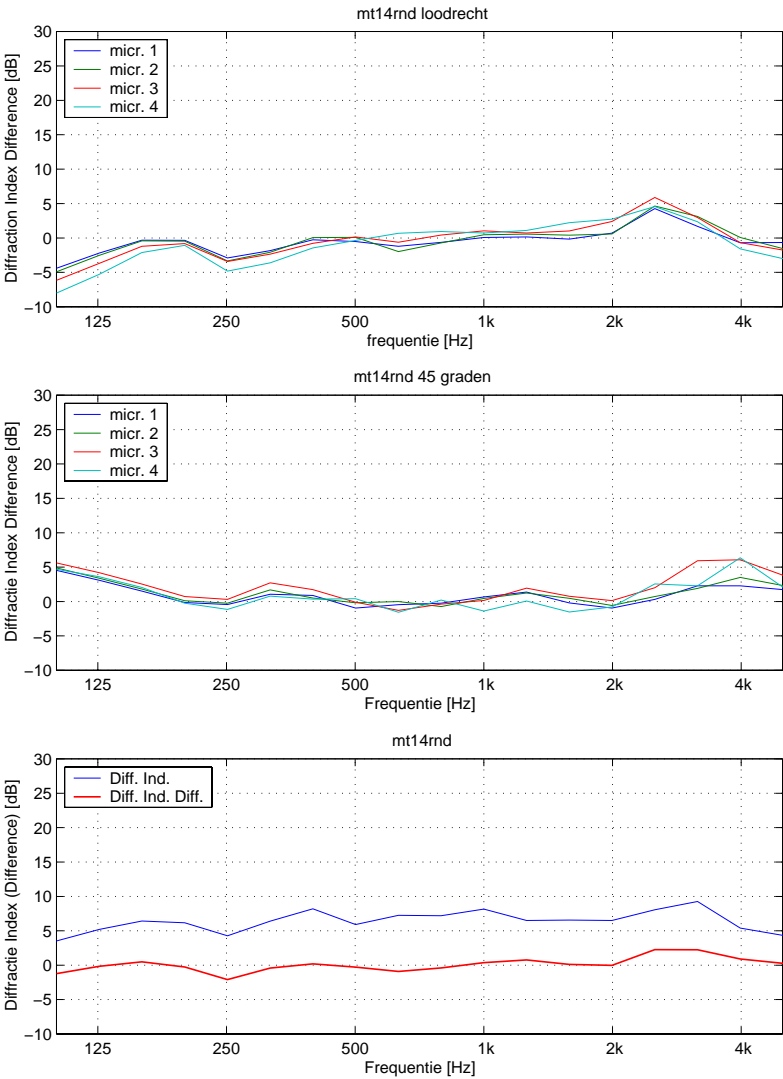 mt14rnd loodrecht
Diffraction Index Difference [dB]
30
25
20
15
10
5
0
−5
−10
micr. 1
micr. 2
micr. 3
micr. 4
125 250 500 1k 2k 4k
frequentie [Hz]
mt14rnd 45 graden
Diffractie Index Difference [dB]
30
25
20
15
10
5
0
−5
−10
micr. 1
micr. 2
micr. 3
micr. 4
125 250 500 1k 2k 4k
Frequentie [Hz]
mt14rnd
Diffractie Index (Difference) [dB]
30
25
20
15
10
5
0
−5
−10
Diff. Ind.
Diff. Ind. Diff.
125 250 500 1k 2k 4k
Frequentie [Hz]